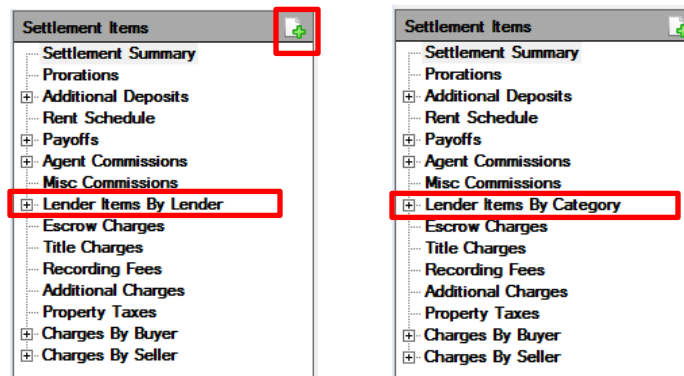 Settlement Items
Settlement Summary
Prorations
Additional Deposits
Rent Schedule
Payoffs
Agent Commissions
Misc Commissions
Lender Items By Lender
Escrow Charges
Title Charges
Recording Fees
Additional Charges
Property Taxes
Charges By Buyer
Charges By Seller
Settlement Items
Settlement Summary
Prorations
Additional Deposits
Rent Schedule
Payoffs
Agent Commissions
Misc Commissions
Lender Items By Category
Escrow Charges
Title Charges
Recording Fees
Additional Charges
Property Taxes
Charges By Buyer
Charges By Seller